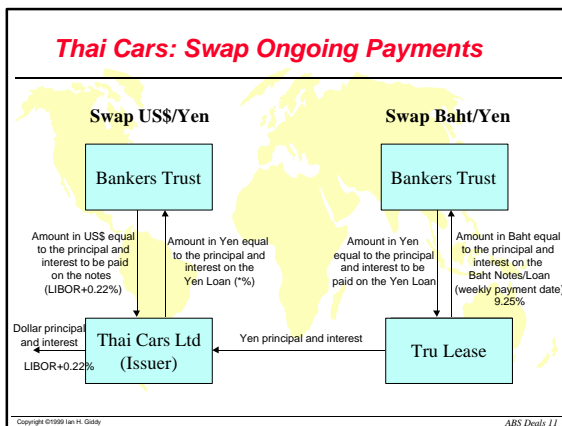 Thai Cars: Swap Ongoing Payments
Swap US$/Yen
Swap Baht/Yen
Bankers Trust
Bankers Trust
Amount in US$ equal
to the principal and
interest to be paid
on the notes
(LIBOR+0.22%)
Amount in Yen equal
to the principal and
interest on the
Yen Loan (*%)
Amount in Yen
equal to the principal
and interest to be
paid on the Yen Loan
Amount in Baht equal
to the principal and
interest on the
Baht Notes/Loan
(weekly payment date)
9.25%
Dollar principal
and interest
LIBOR+0.22%
Thai Cars Ltd
(Issuer)
Yen principal and interest
Tru Lease
Copyright ©1999 Ian H. Giddy
ABS Deals 11